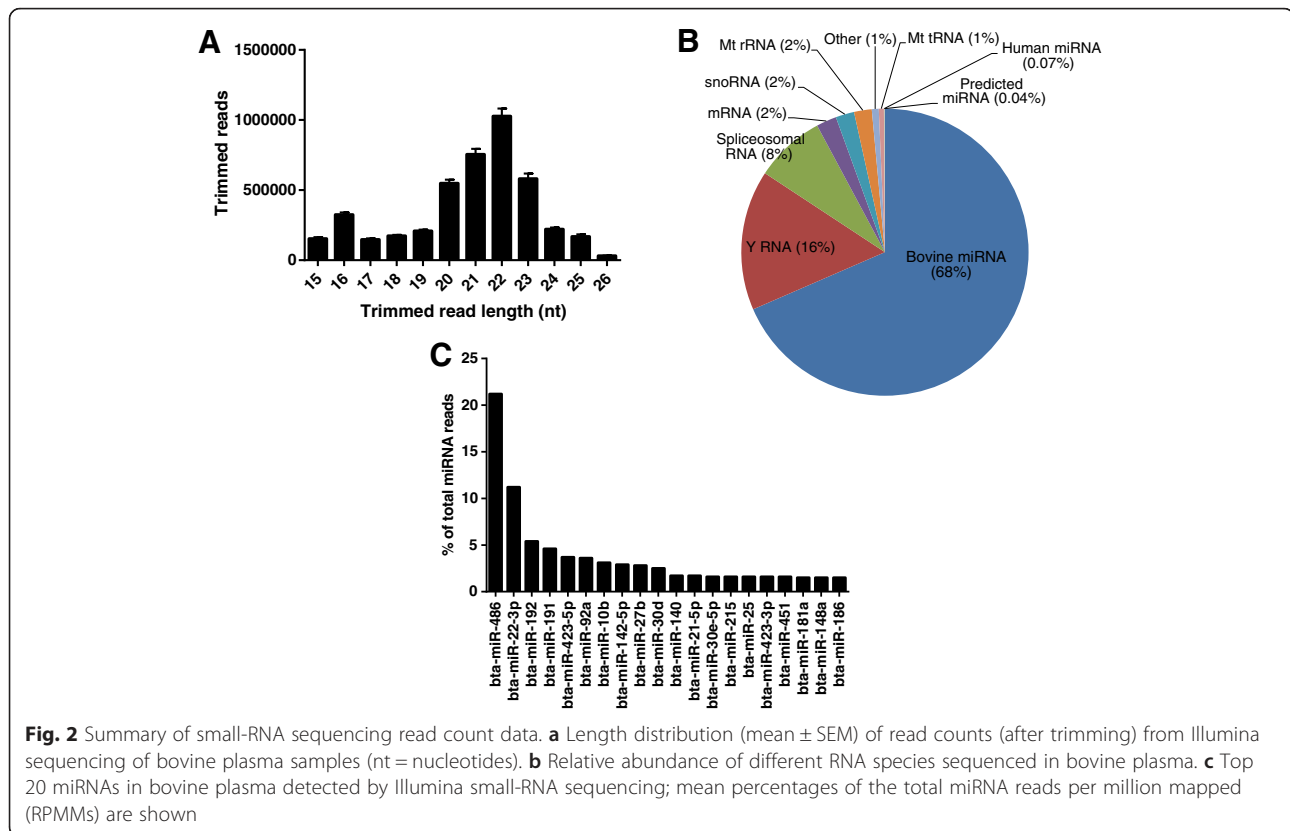 A
1500000
1000000
500000
0
Trimmed reads
15 16 17 18 19 20 21 22 23 24 25 26
Trimmed read length (nt)
B
Mt rRNA (2%)
Other (1%)
Mt tRNA (1%)
Human miRNA
(0.07%)
Predicted
miRNA (0.04%)
snoRNA (2%)
mRNA (2%)
Spliceosomal
RNA (8%)
Y RNA (16%)
Bovine miRNA
(68%)
C
25
20
15
10
5
0
% of total miRNA reads
bta-miR-486
bta-miR-22-3p
bta-miR-192
bta-miR-191
bta-miR-423-5p
bta-miR-92a
bta-miR-10b
bta-miR-142-5p
bta-miR-27b
bta-miR-30d
bta-miR-140
bta-miR-21-5p
bta-miR-30e-5p
bta-miR-215
bta-miR-25
bta-miR-423-3p
bta-miR-451
bta-miR-181a
bta-miR-148a
bta-miR-186
Fig. 2 Summary of small-RNA sequencing read count data. a Length distribution (mean ± SEM) of read counts (after trimming) from Illumina
sequencing of bovine plasma samples (nt = nucleotides). b Relative abundance of different RNA species sequenced in bovine plasma. c Top
20 miRNAs in bovine plasma detected by Illumina small-RNA sequencing; mean percentages of the total miRNA reads per million mapped
(RPMMs) are shown